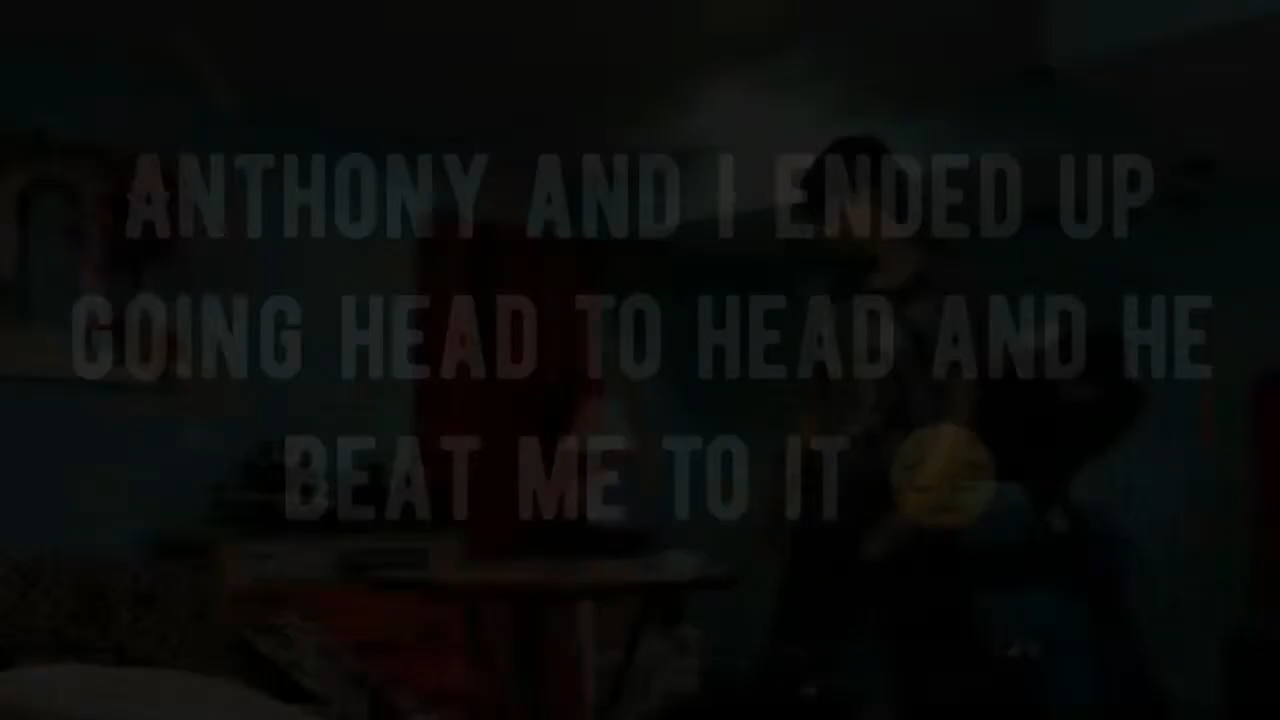 ANTHONY AND I ENDED UP
GOING HEAD TO HEAD AND HE
BEAT ME TO IT 😔